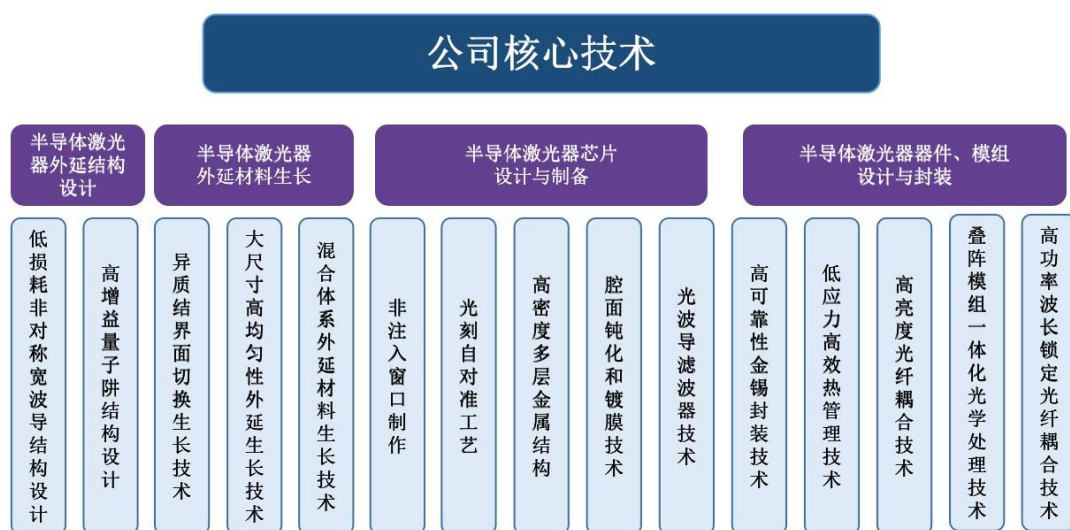 公司核心技术
半导体激光
器外延结构
设计
半导体激光器
外延材料生长
半导体激光器芯片
设计与制备
半导体激光器器件、模组
设计与封装
低损耗非对称宽波导结构设计
高增益量子阱结构设计
异质结界面切换生长技术
大尺寸高均匀性外延生长技术
混合体系外延材料生长技术
非注入窗口制作
光刻自对准工艺
高密度多层金属结构
腔面钝化和镀膜技术
光波导滤波器技术
高可靠性金锡封装技术
低应力高效热管理技术
高亮度光纤耦合技术
叠阵模组一体化光学处理技术
高功率波长锁定光纤耦合技术